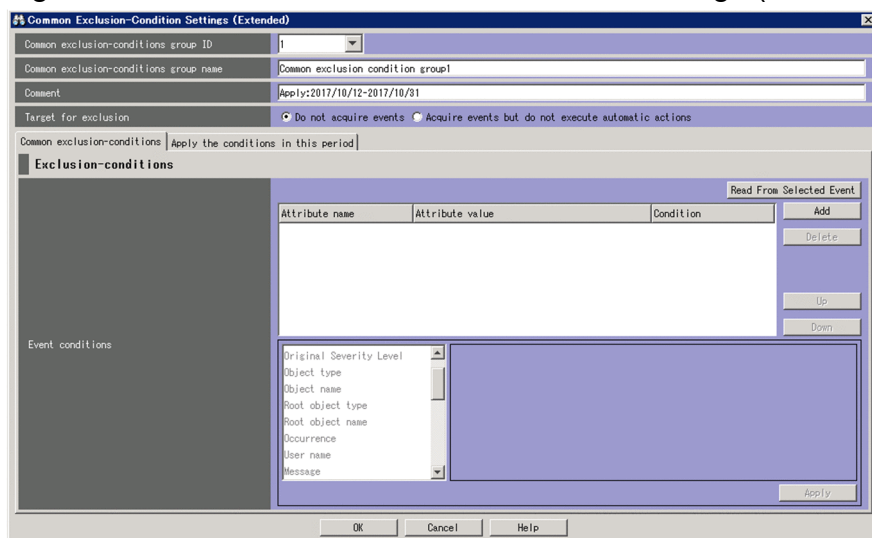 Common Exclusion-Condition Settings (Extended)
Common exclusion-conditions group ID
1
Common exclusion-conditions group name
Common exclusion condition group1
Comment
Apply:2017/10/12-2017/10/31
Target for exclusion
Do not acquire events
Acquire events but do not execute automatic actions
Common exclusion-conditions
Apply the conditions in this period
Exclusion-conditions
Read From Selected Event
Attribute name
Attribute value
Condition
Add
Delete
Up
Down
Event conditions
Original Severity Level
Object type
Object name
Root object type
Root object name
Occurrence
User name
Message
Apply
OK
Cancel
Help